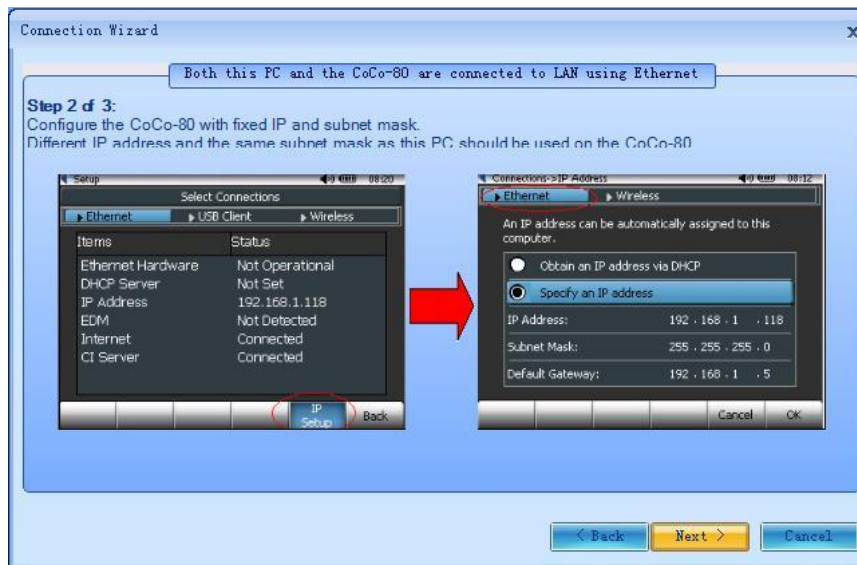 Connection Wizard
X
Both this PC and the CoCo-80 are connected to LAN using Ethernet
Step 2 of 3:
Configure the CoCo-80 with fixed IP and subnet mask.
Different IP address and the same subnet mask as this PC should be used on the CoCo-80
Setup 08:20
Select Connections
Ethernet USB Client Wireless
Items Status
Ethernet Hardware Not Operational
DHCP Server Not Set
IP Address 192.168.1.118
EDM Not Detected
Internet Connected
CI Server Connected
IP Setup Back
Connections->IP Address 08:12
Ethernet Wireless
An IP address can be automatically assigned to this
computer.
Obtain an IP address via DHCP
Specify an IP address
IP Address: 192 . 168 . 1 . 118
Subnet Mask: 255 . 255 . 255 . 0
Default Gateway: 192 . 168 . 1 . 5
Cancel OK
< Back Next > Cancel